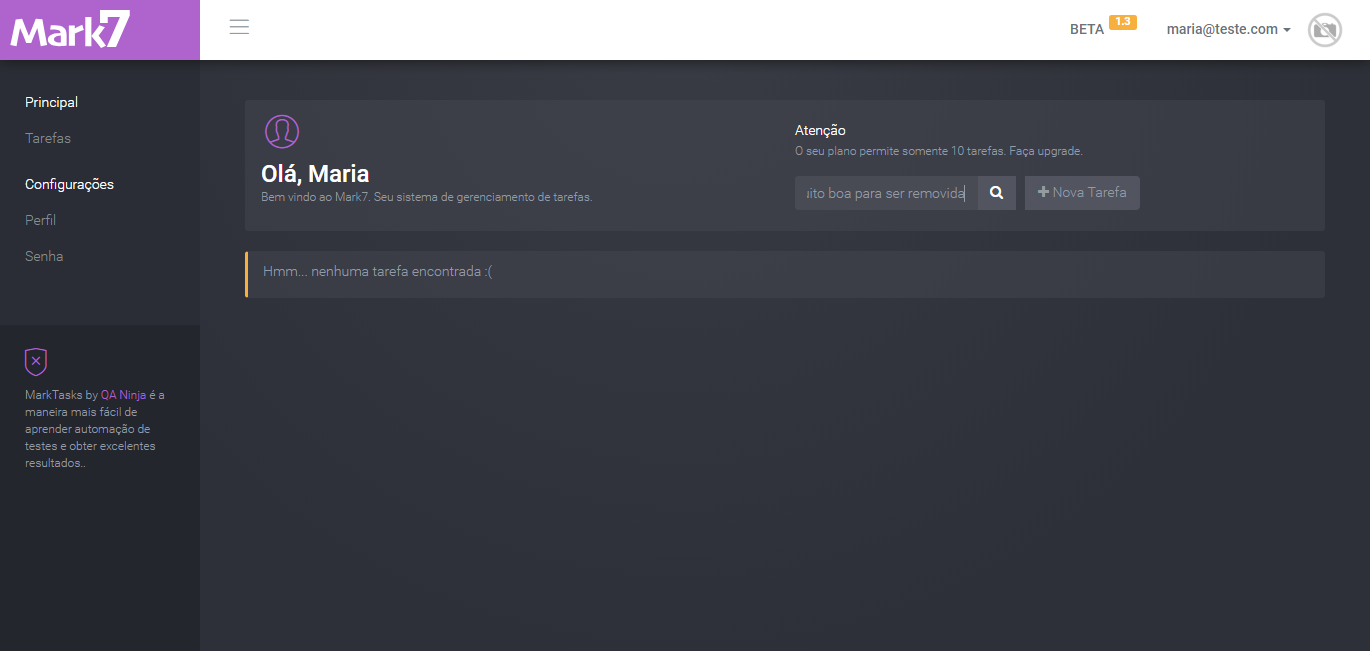 Mark7
BETA 1.3
maria@teste.com
Principal
Tarefas
Configurações
Perfil
Senha
MarkTasks by QA Ninja é a
maneira mais fácil de
aprender automação de
testes e obter excelentes
resultados..
Olá, Maria
Bem vindo ao Mark7. Seu sistema de gerenciamento de tarefas.
Atenção
O seu plano permite somente 10 tarefas. Faça upgrade.
boa para ser removida
Nova Tarefa
Hmm... nenhuma tarefa encontrada :(